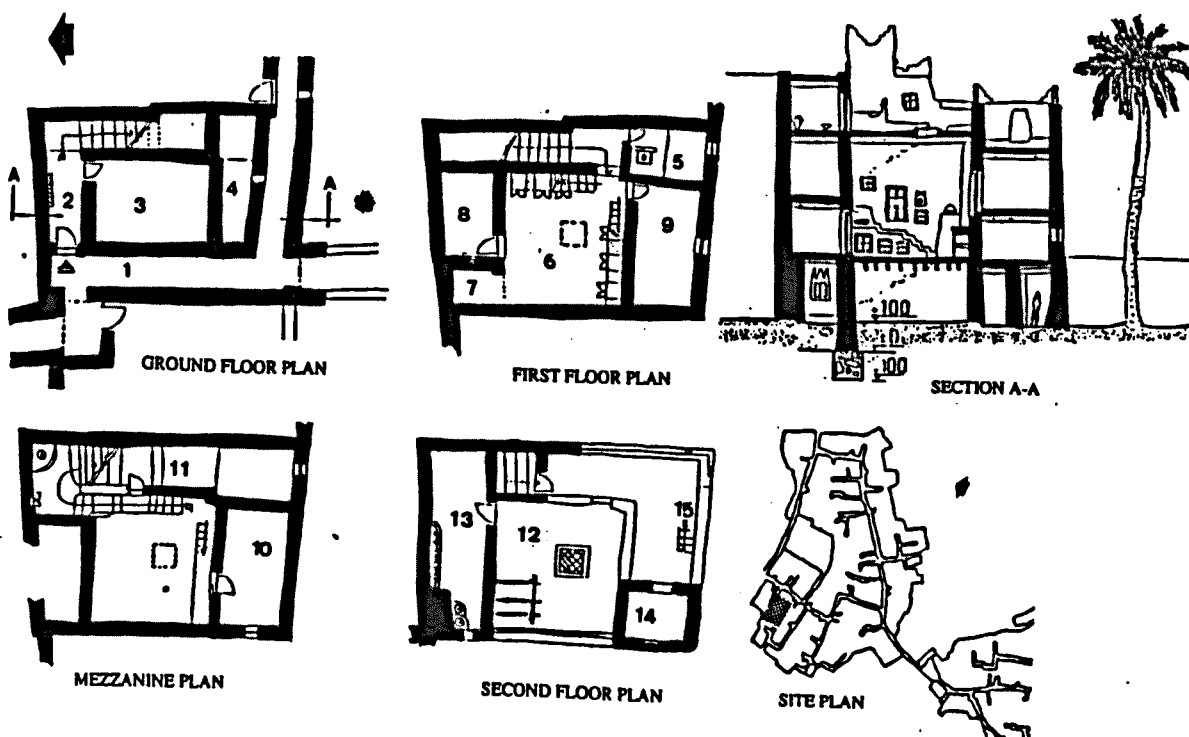 A
2
3
4
A
1
GROUND FLOOR PLAN
5
8
6
9
7
FIRST FLOOR PLAN
100
0
100
SECTION A-A
11
10
MEZZANINE PLAN
13
12
15
14
SECOND FLOOR PLAN
SITE PLAN